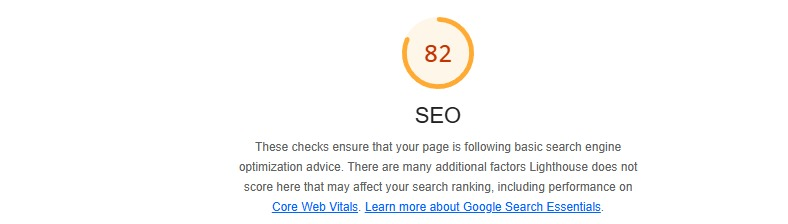 82
SEO
These checks ensure that your page is following basic search engine
optimization advice. There are many additional factors Lighthouse does not
score here that may affect your search ranking, including performance on
Core Web Vitals. Learn more about Google Search Essentials.